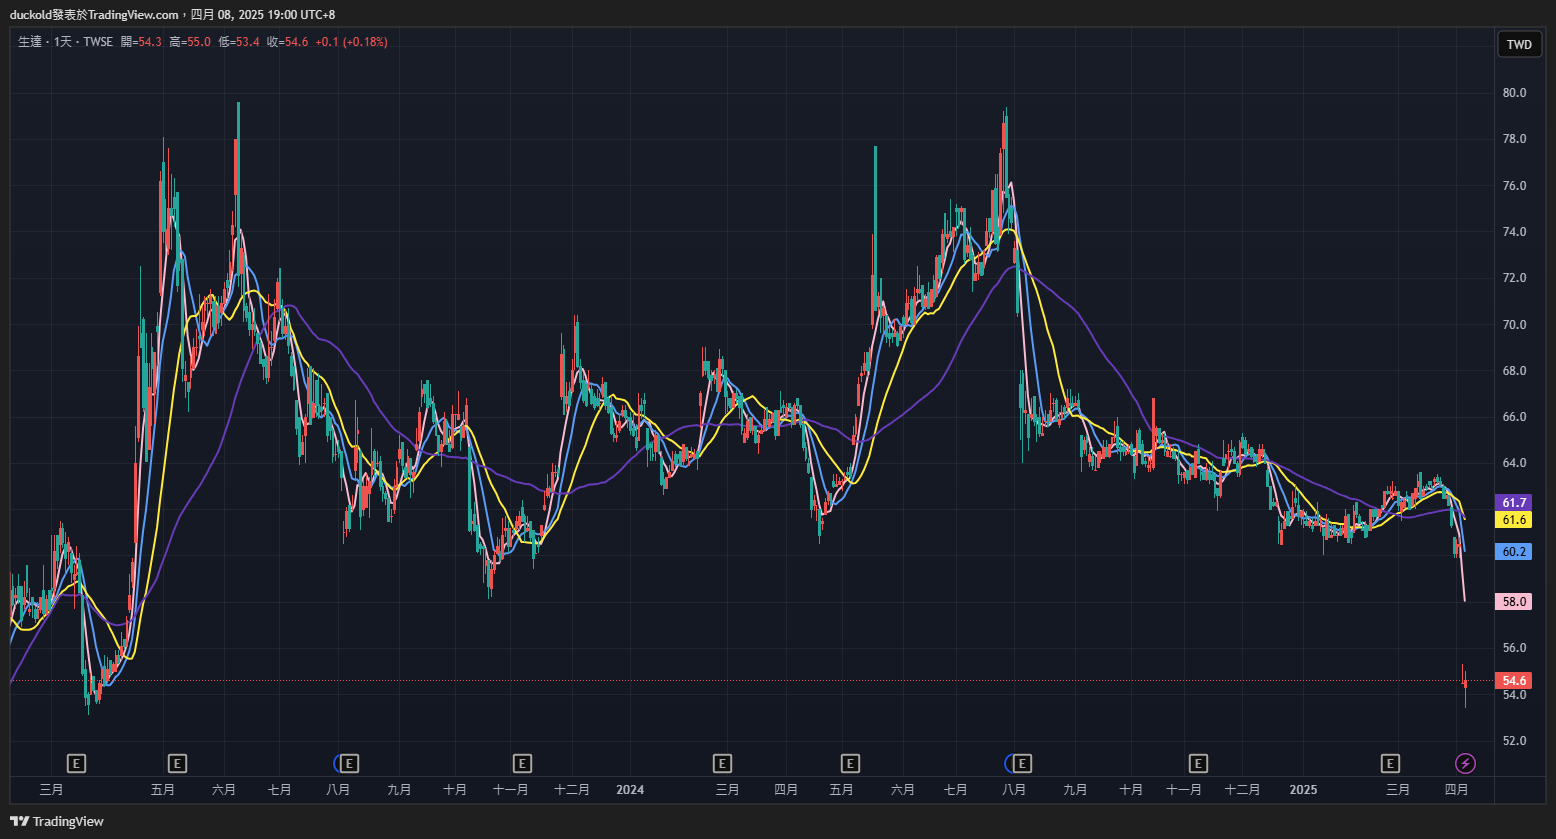 duckold發表於TradingView.com，四月 08, 2025 19:00 UTC+8
生達 · 1天 · TWSE 開=54.3 高=55.0 低=53.4 收=54.6 +0.1 (+0.18%)
TWD
80.0
78.0
76.0
74.0
72.0
70.0
68.0
66.0
64.0
61.7
61.6
60.2
58.0
56.0
54.6
54.0
52.0
E E E E E E E E E
三月 五月 六月 七月 八月 九月 十月 十一月 十二月 2024 三月 四月 五月 六月 七月 八月 九月 十月 十一月 十二月 2025 三月 四月
TradingView